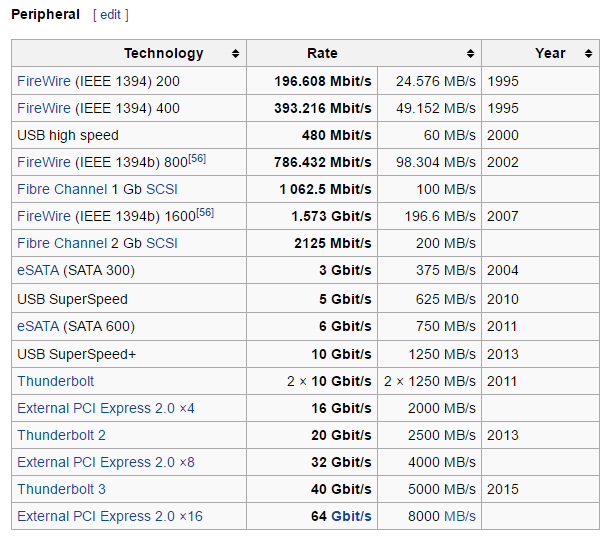 Peripheral [ edit ]
Technology Rate Year
FireWire (IEEE 1394) 200 196.608 Mbit/s 24.576 MB/s 1995
FireWire (IEEE 1394) 400 393.216 Mbit/s 49.152 MB/s 1995
USB high speed 480 Mbit/s 60 MB/s 2000
FireWire (IEEE 1394b) 800[56] 786.432 Mbit/s 98.304 MB/s 2002
Fibre Channel 1 Gb SCSI 1 062.5 Mbit/s 100 MB/s
FireWire (IEEE 1394b) 1600[56] 1.573 Gbit/s 196.6 MB/s 2007
Fibre Channel 2 Gb SCSI 2125 Mbit/s 200 MB/s
eSATA (SATA 300) 3 Gbit/s 375 MB/s 2004
USB SuperSpeed 5 Gbit/s 625 MB/s 2010
eSATA (SATA 600) 6 Gbit/s 750 MB/s 2011
USB SuperSpeed+ 10 Gbit/s 1250 MB/s 2013
Thunderbolt 2 × 10 Gbit/s 2 × 1250 MB/s 2011
External PCI Express 2.0 ×4 16 Gbit/s 2000 MB/s
Thunderbolt 2 20 Gbit/s 2500 MB/s 2013
External PCI Express 2.0 ×8 32 Gbit/s 4000 MB/s
Thunderbolt 3 40 Gbit/s 5000 MB/s 2015
External PCI Express 2.0 ×16 64 Gbit/s 8000 MB/s